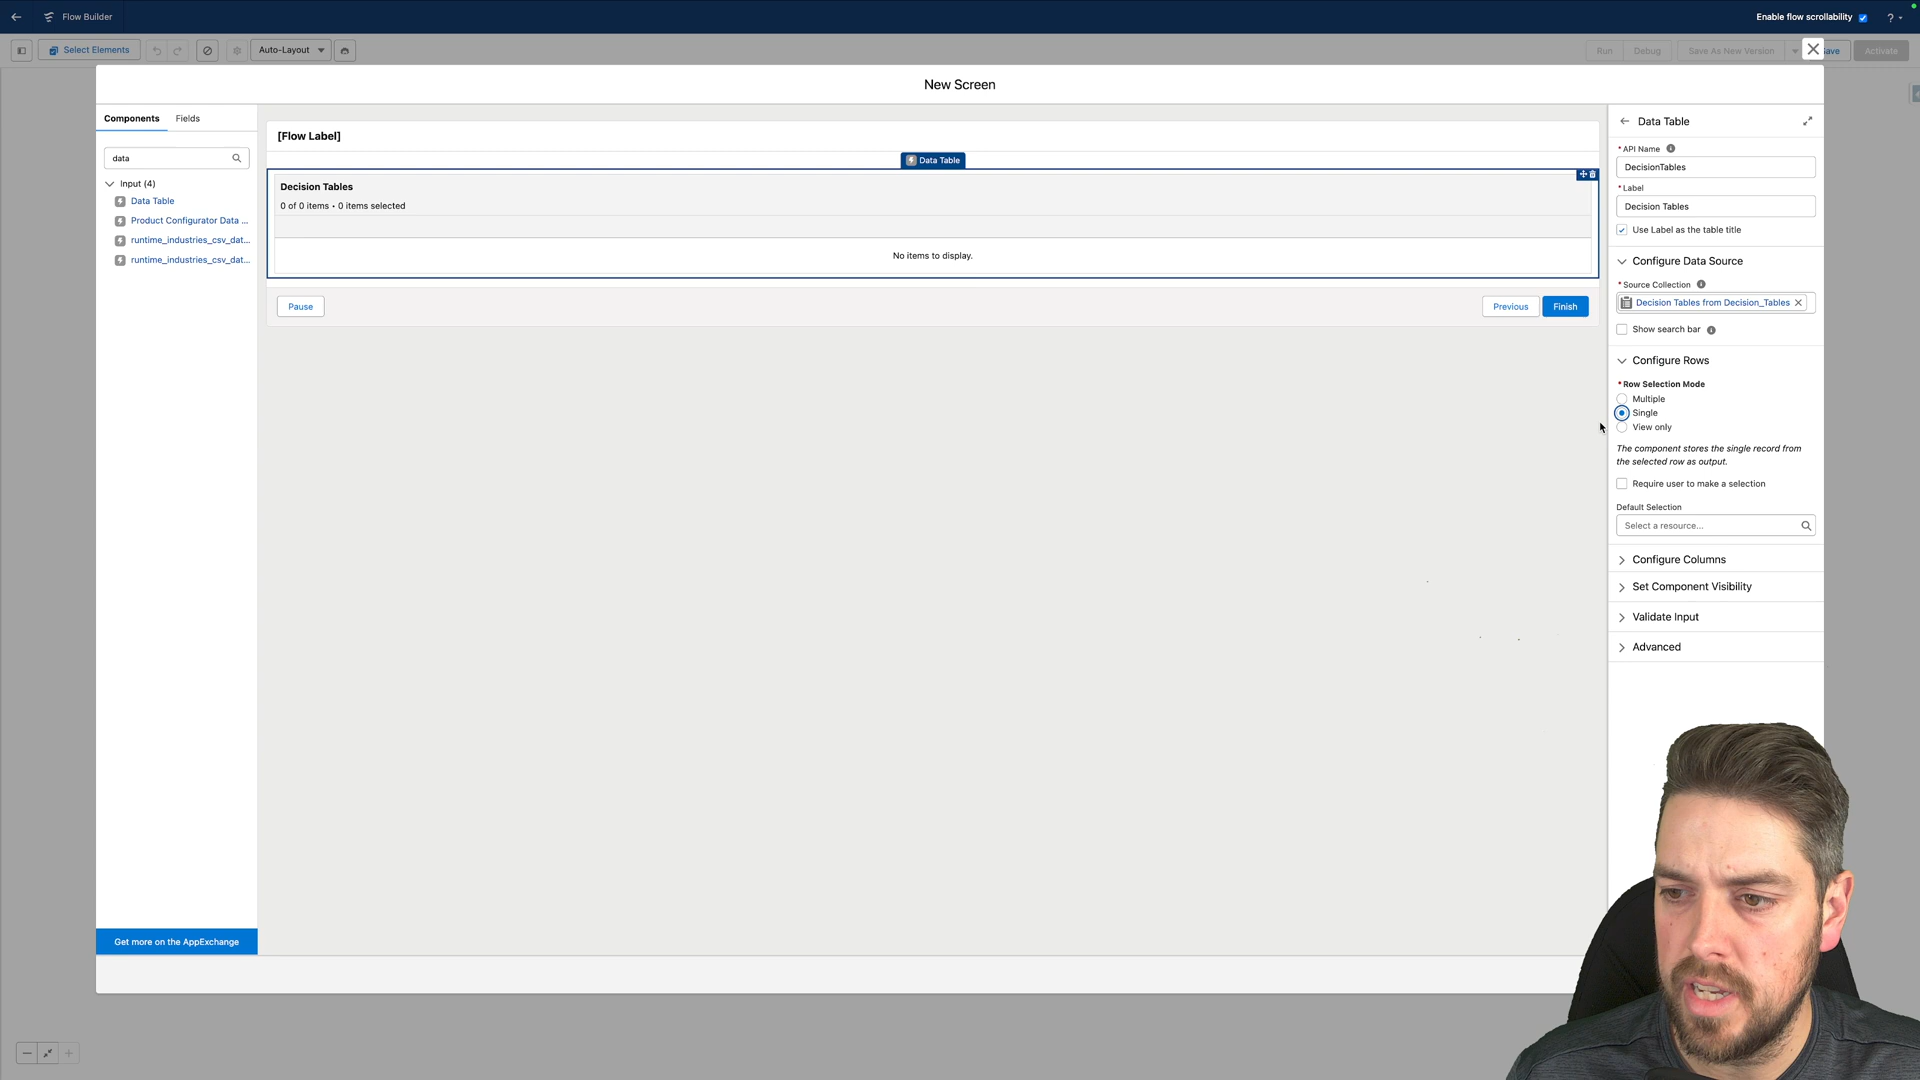 Flow Builder
Enable flow scrollability
?
Select Elements
Auto-Layout
Run
Debug
Save As New Version
Save
Activate
New Screen
Components
Fields
data
Input (4)
Data Table
Product Configurator Data ...
runtime_industries_csv_dat...
runtime_industries_csv_dat...
Get more on the AppExchange
[Flow Label]
Data Table
Decision Tables
0 of 0 items • 0 items selected
No items to display.
Pause
Previous
Finish
Data Table
* API Name
DecisionTables
* Label
Decision Tables
Use Label as the table title
Configure Data Source
* Source Collection
Decision Tables from Decision_Tables
Show search bar
Configure Rows
* Row Selection Mode
Multiple
Single
View only
The component stores the single record from
the selected row as output.
Require user to make a selection
Default Selection
Select a resource...
Configure Columns
Set Component Visibility
Validate Input
Advanced